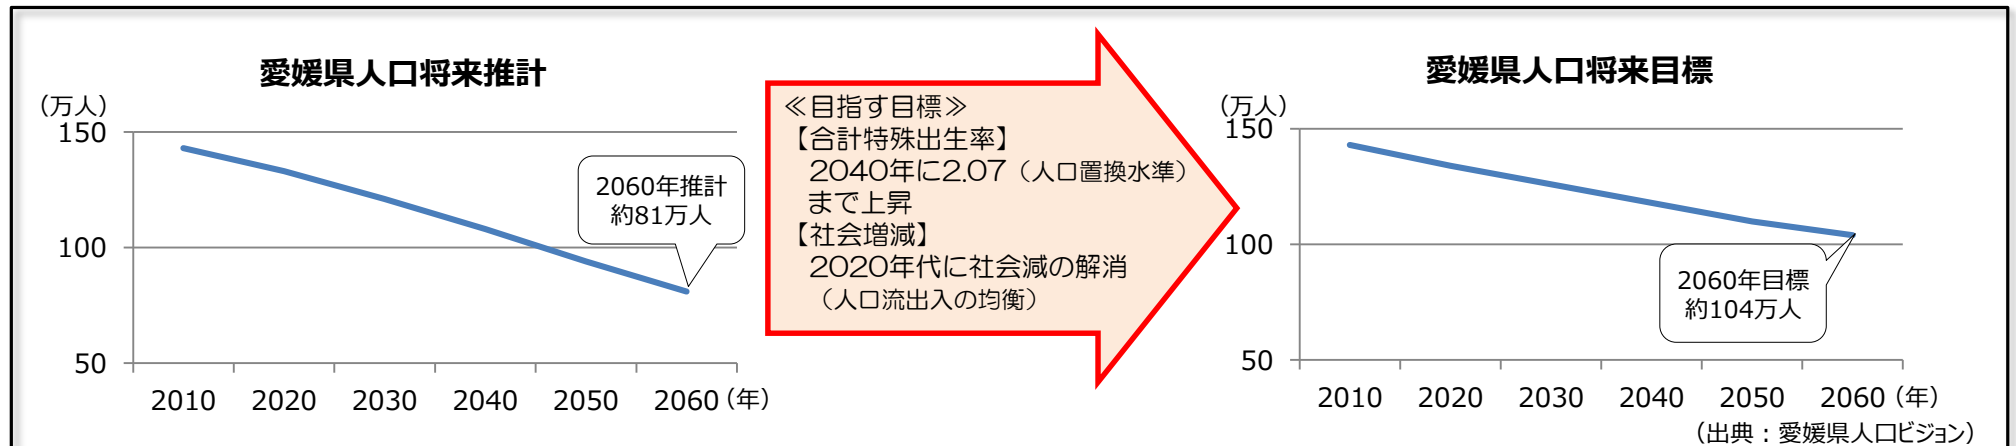 愛媛県人口将来推計
（万人）
150
100
50
2010 2020 2030 2040 2050 2060（年）
2060年推計
約81万人
≪目指す目標≫
【合計特殊出生率】
2040年に2.07（人口置換水準）
まで上昇
【社会増減】
2020年代に社会減の解消
（人口流出入の均衡）
愛媛県人口将来目標
（万人）
150
100
50
2010 2020 2030 2040 2050 2060（年）
2060年目標
約104万人
（出典：愛媛県人口ビジョン）